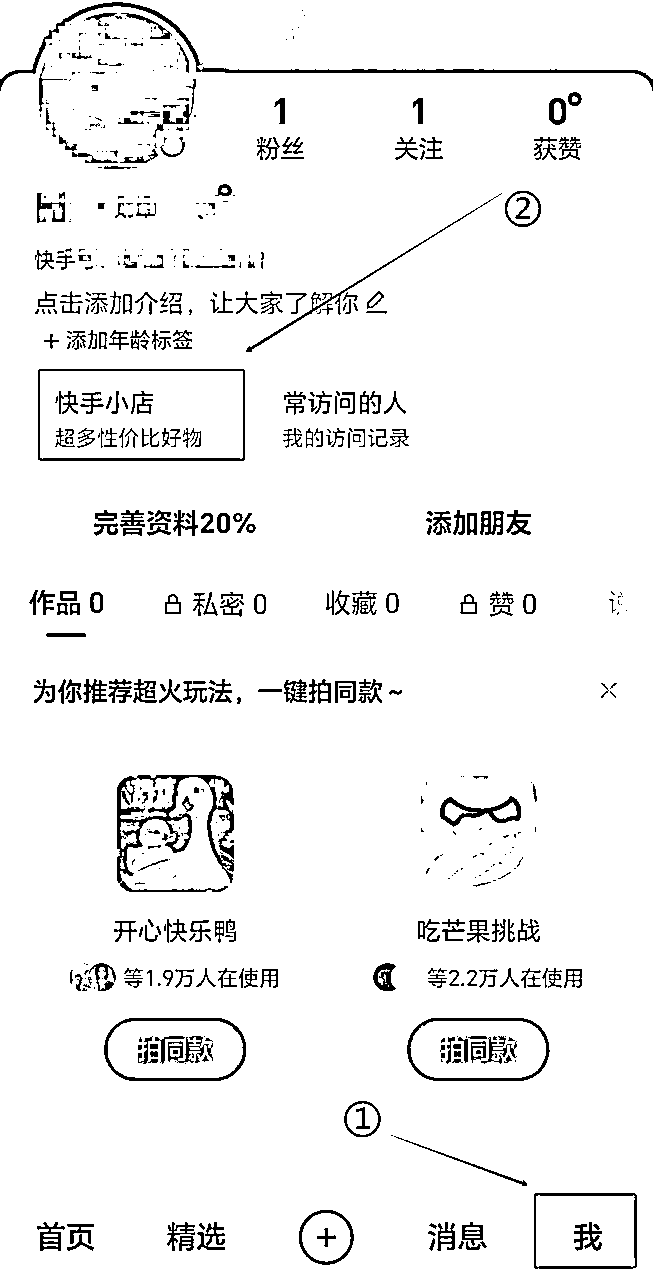 1 1 0
粉丝 关注 获赞
②
快手号
点击添加介绍，让大家了解你
+ 添加年龄标签
快手小店 常访问的人
超多性价比好物 我的访问记录
完善资料20% 添加朋友
作品 0 私密 0 收藏 0 赞 0
为你推荐超火玩法，一键拍同款~
开心快乐鸭 吃芒果挑战
等1.9万人在使用 等2.2万人在使用
拍同款 拍同款
①
首页 精选 + 消息 我